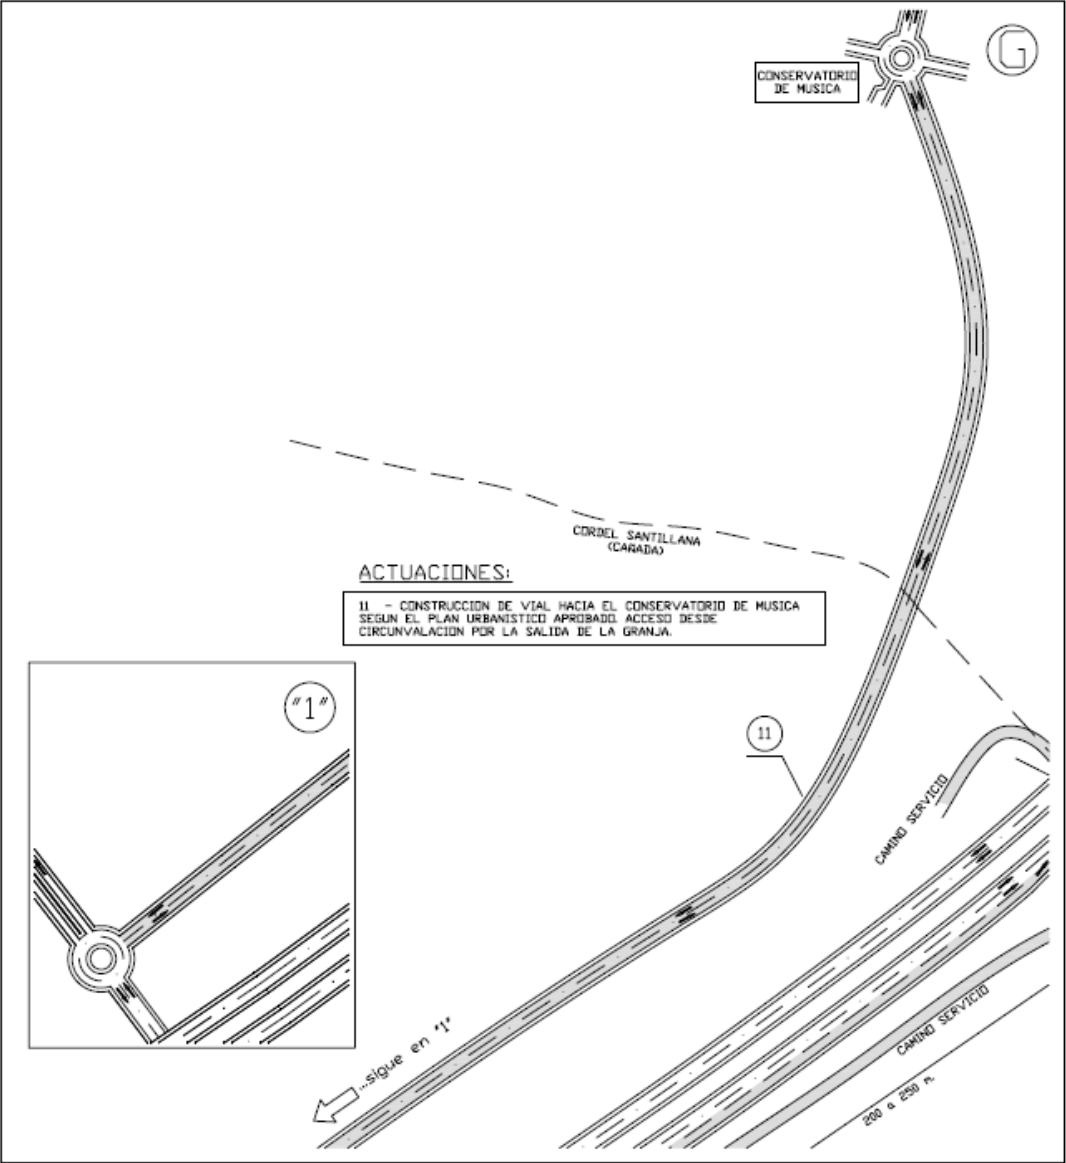 G
CONSERVATORIO
DE MUSICA
CORDEL SANTILLANA
(CAÑADA)
ACTUACIONES:
11 - CONSTRUCCION DE VIAL HACIA EL CONSERVATORIO DE MUSICA
SEGUN EL PLAN URBANISTICO APROBADO. ACCESO DESDE
CIRCUNVALACION POR LA SALIDA DE LA GRANJA.
"1"
11
CAMINO SERVICIO
...sigue en "1"
CAMINO SERVICIO
200 a 250 m.